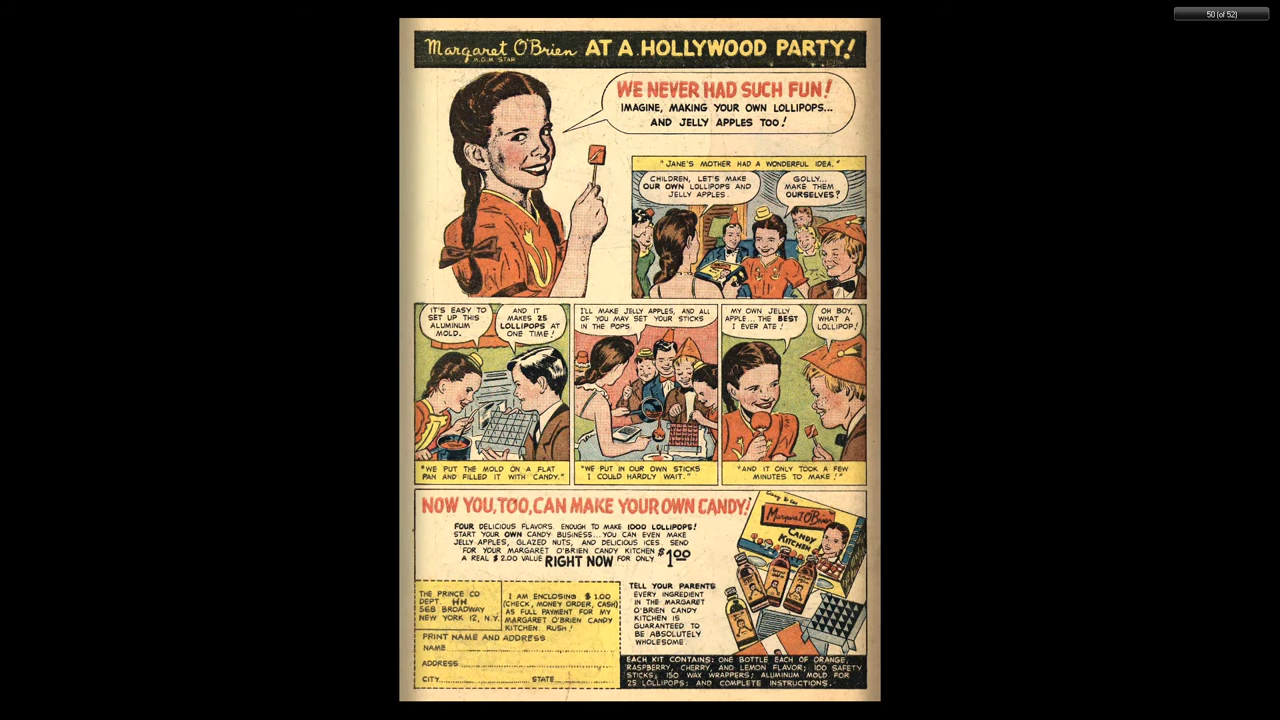 50 (of 52)
Margaret O'Brien AT A HOLLYWOOD PARTY!
M.G.M. STAR
WE NEVER HAD SUCH FUN!
IMAGINE, MAKING YOUR OWN LOLLIPOPS...
AND JELLY APPLES TOO!
"JANE'S MOTHER HAD A WONDERFUL IDEA."
CHILDREN, LET'S MAKE
OUR OWN LOLLIPOPS AND
JELLY APPLES.
GOLLY...
MAKE THEM
OURSELVES?
IT'S EASY TO
SET UP THIS
ALUMINUM
MOLD.
AND IT
MAKES 25
LOLLIPOPS AT
ONE TIME!
"WE PUT THE MOLD ON A FLAT
PAN AND FILLED IT WITH CANDY."
I'LL MAKE JELLY APPLES, AND ALL
OF YOU MAY SET YOUR STICKS
IN THE POPS.
"WE PUT IN OUR OWN STICKS
I COULD HARDLY WAIT."
MY OWN JELLY
APPLE... THE BEST
I EVER ATE!
OH BOY,
WHAT A
LOLLIPOP!
"AND IT ONLY TOOK A FEW
MINUTES TO MAKE!"
NOW YOU, TOO, CAN MAKE YOUR OWN CANDY!
FOUR DELICIOUS FLAVORS. ENOUGH TO MAKE 1000 LOLLIPOPS!
START YOUR OWN CANDY BUSINESS... YOU CAN EVEN MAKE
JELLY APPLES, GLAZED NUTS, AND DELICIOUS ICES. SEND
FOR YOUR MARGARET O'BRIEN CANDY KITCHEN
A REAL $2.00 VALUE RIGHT NOW FOR ONLY $1.00
Margaret O'Brien
CANDY
KITCHEN
THE PRINCE CO
DEPT. HH
568 BROADWAY
NEW YORK 12, N.Y.
I AM ENCLOSING $1.00
(CHECK, MONEY ORDER, CASH)
AS FULL PAYMENT FOR MY
MARGARET O'BRIEN CANDY
KITCHEN. RUSH!
PRINT NAME AND ADDRESS
NAME
ADDRESS
CITY STATE
TELL YOUR PARENTS
EVERY INGREDIENT
IN THE MARGARET
O'BRIEN CANDY
KITCHEN IS
GUARANTEED TO
BE ABSOLUTELY
WHOLESOME.
EACH KIT CONTAINS: ONE BOTTLE EACH OF ORANGE,
RASPBERRY, CHERRY, AND LEMON FLAVOR; 100 SAFETY
STICKS; 150 WAX WRAPPERS; ALUMINUM MOLD FOR
25 LOLLIPOPS; AND COMPLETE INSTRUCTIONS.